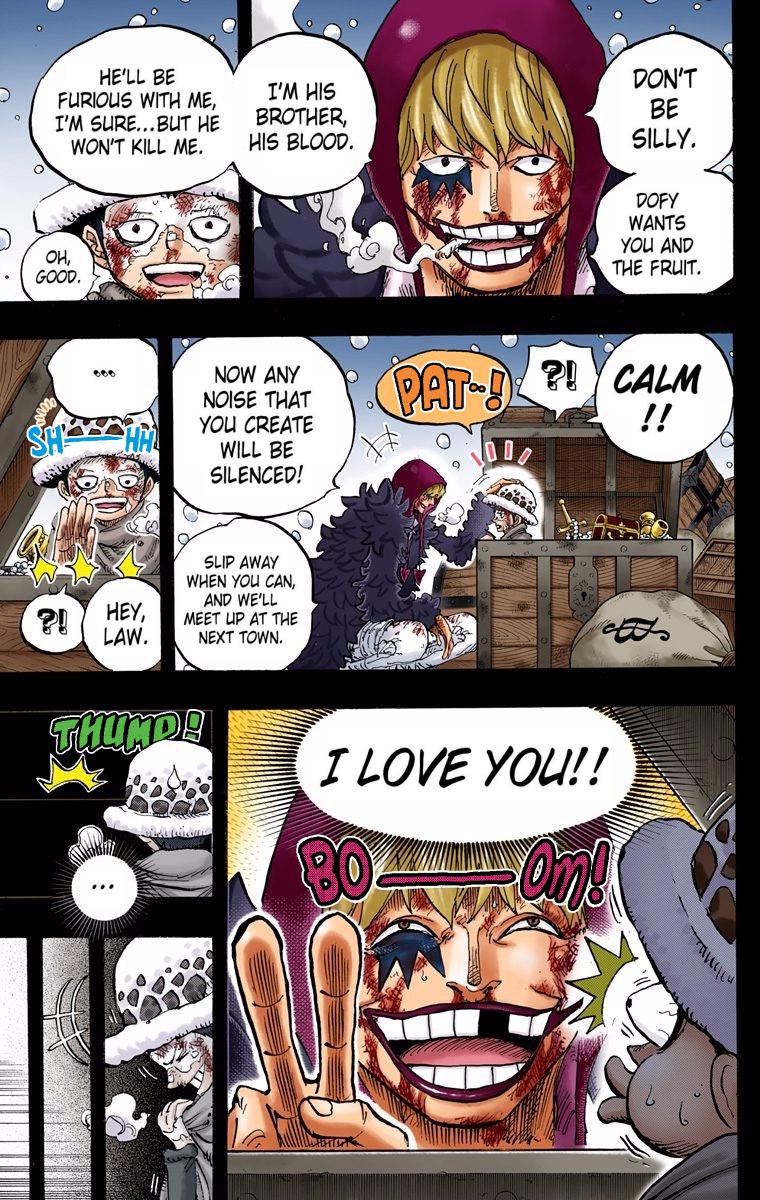 DON'T
BE
SILLY.
DOFY
WANTS
YOU AND
THE FRUIT.
I'M HIS
BROTHER,
HIS BLOOD.
HE'LL BE
FURIOUS WITH ME,
I'M SURE...BUT HE
WON'T KILL ME.
OH,
GOOD.
CALM
!!
?!
PAT..!
NOW ANY
NOISE THAT
YOU CREATE
WILL BE
SILENCED!
SLIP AWAY
WHEN YOU CAN,
AND WE'LL
MEET UP AT THE
NEXT TOWN.
...
SH—HH
HEY,
LAW.
?!
I LOVE YOU!!
BO—OM!
THUMP!
...